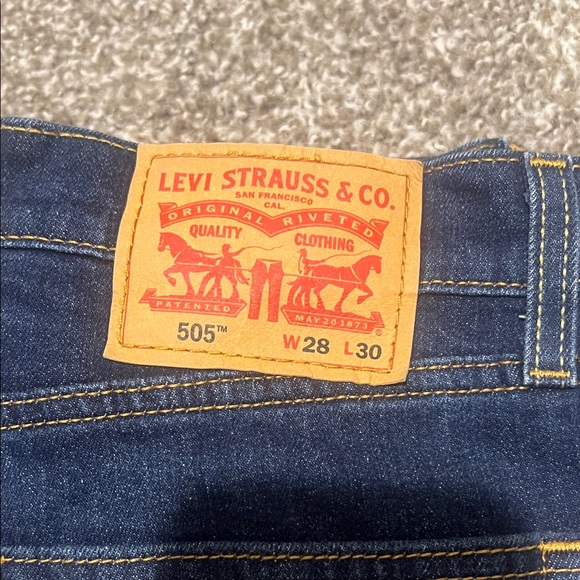 LEVI STRAUSS & CO.
SAN FRANCISCO
CAL.
ORIGINAL RIVETED
QUALITY CLOTHING
PATENTED MAY 20 1873 ®
505™ W28 L30